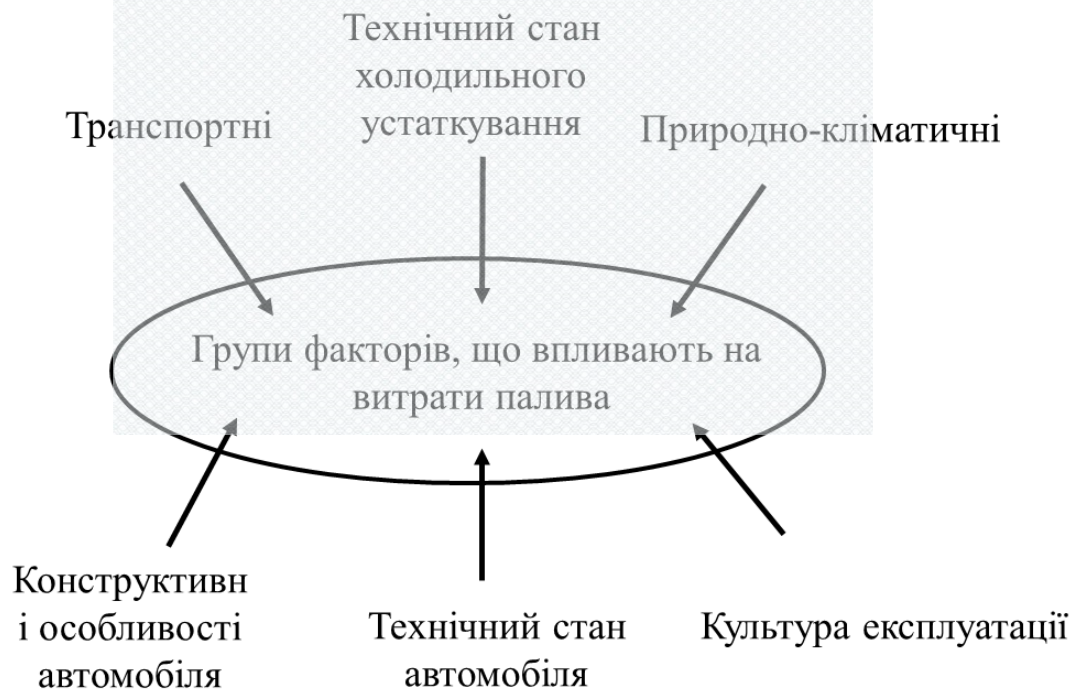 Технічний стан
холодильного
устаткування
Транспортні
Природно-кліматичні
Групи факторів, що впливають на
витрати палива
Конструктивн
і особливості
автомобіля
Технічний стан
автомобіля
Культура експлуатації